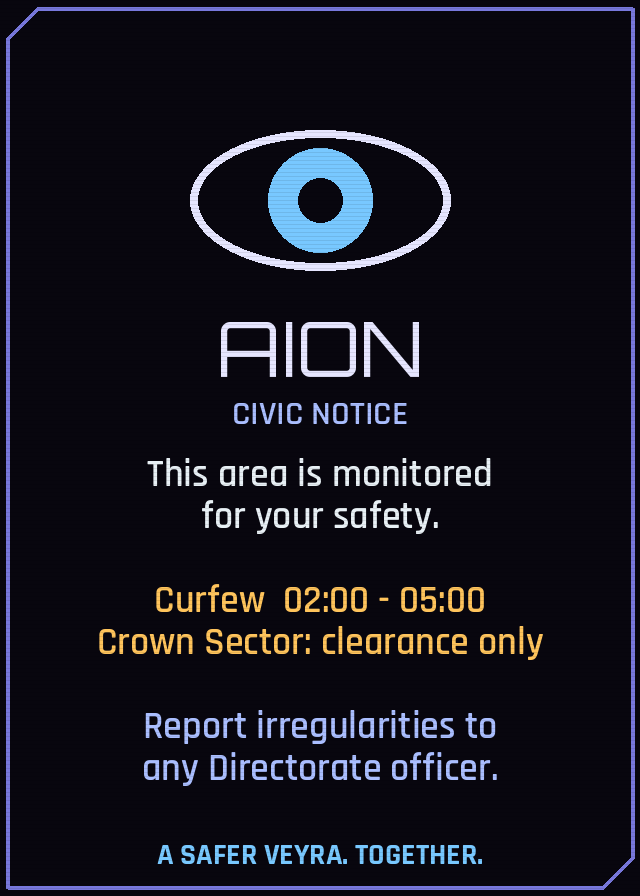 AION
CIVIC NOTICE
This area is monitored
for your safety.
Curfew  02:00 - 05:00
Crown Sector: clearance only
Report irregularities to
any Directorate officer.
A SAFER VEYRA. TOGETHER.